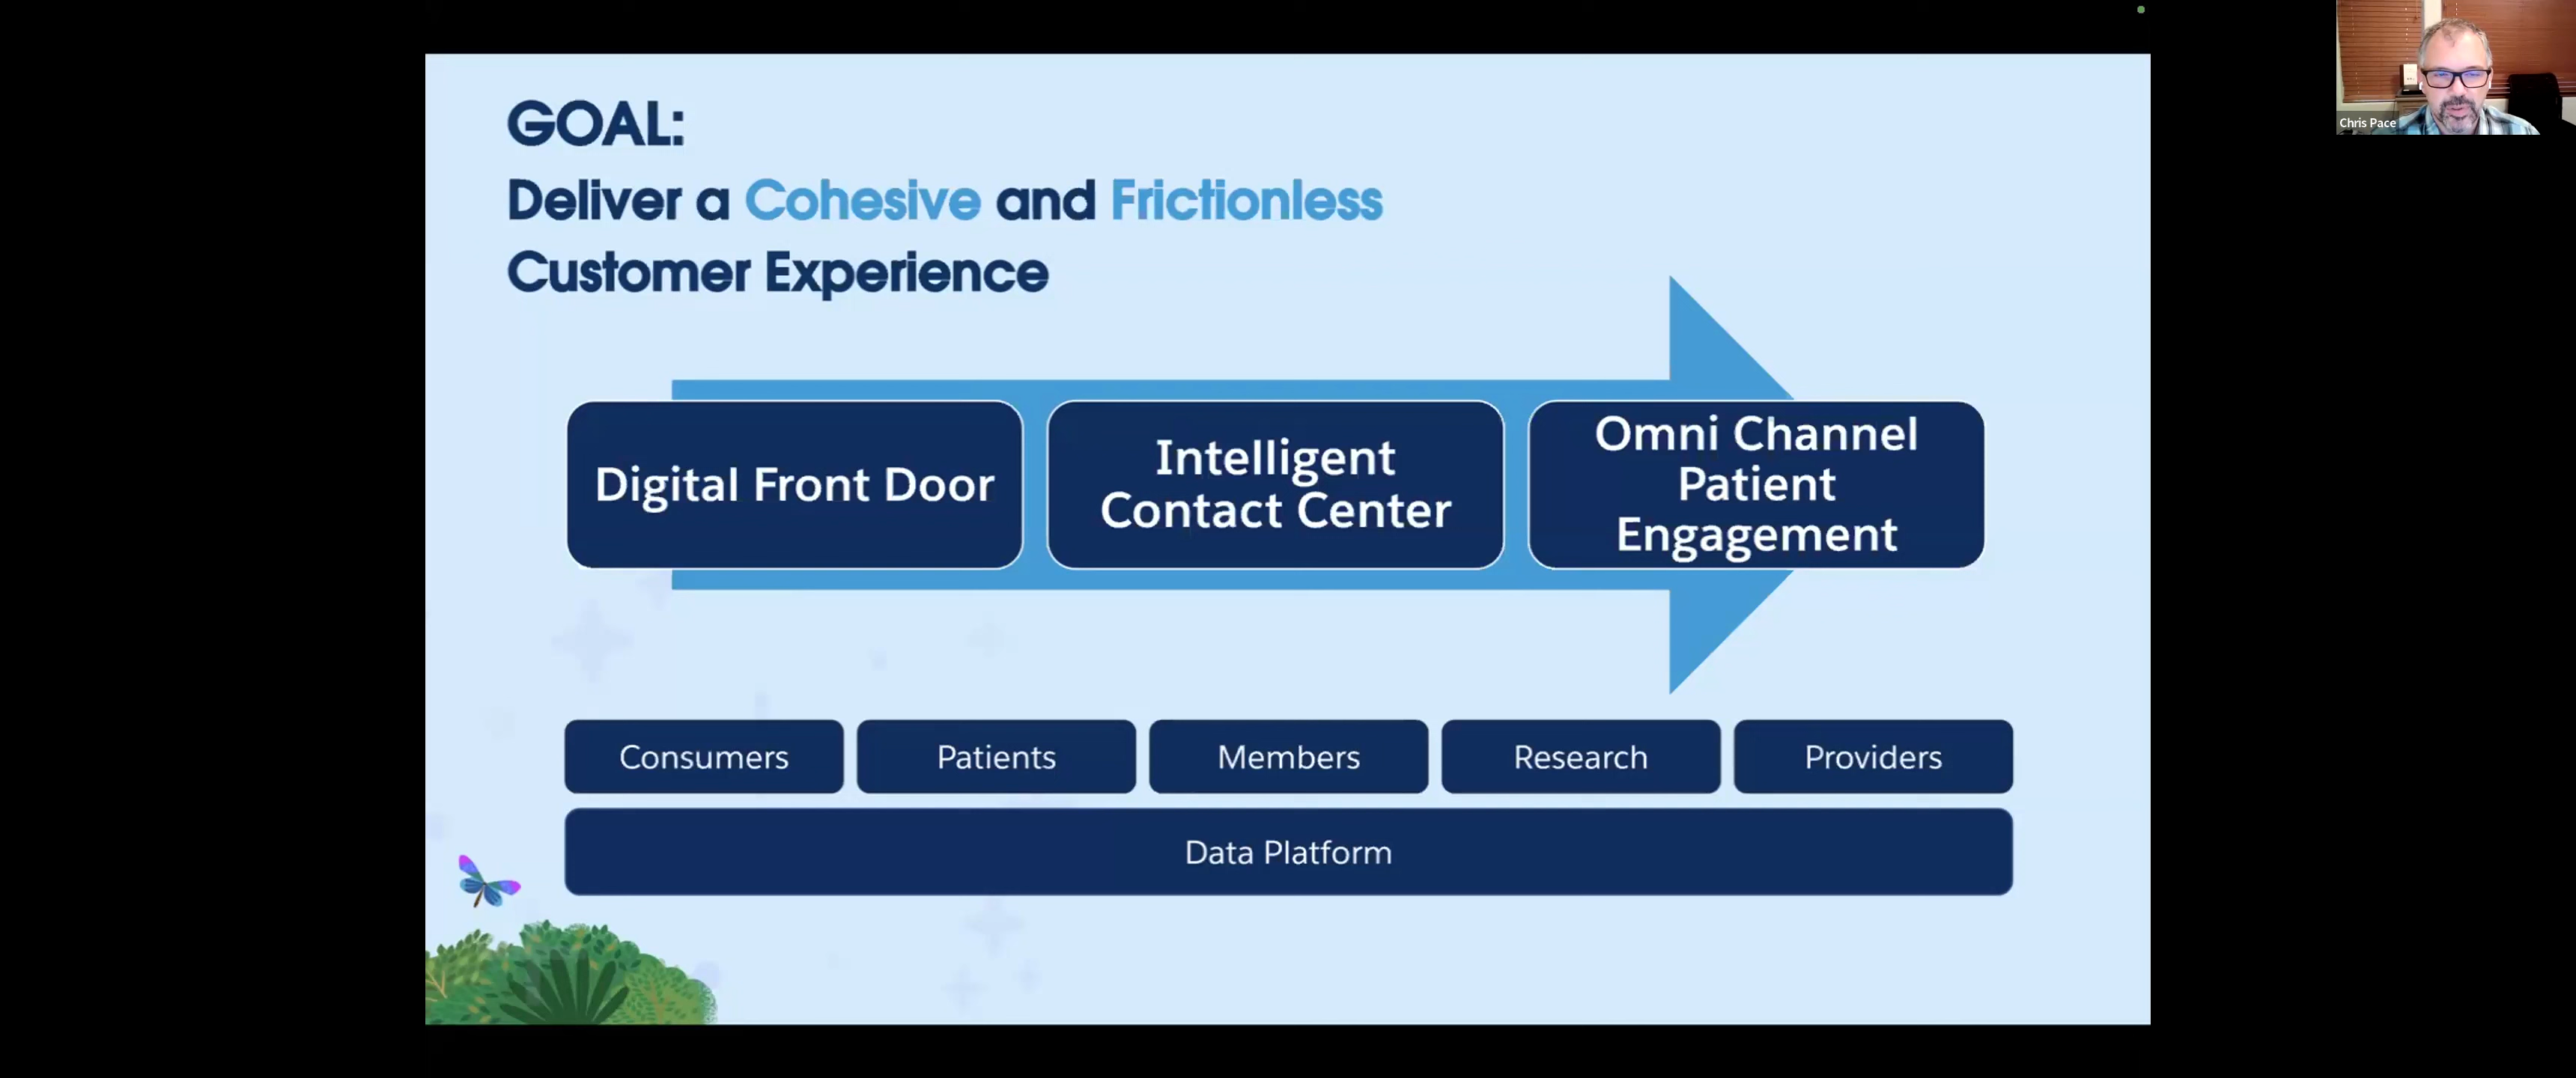 GOAL:
Deliver a Cohesive and Frictionless
Customer Experience
Digital Front Door
Intelligent
Contact Center
Omni Channel
Patient
Engagement
Consumers
Patients
Members
Research
Providers
Data Platform
Chris Pace